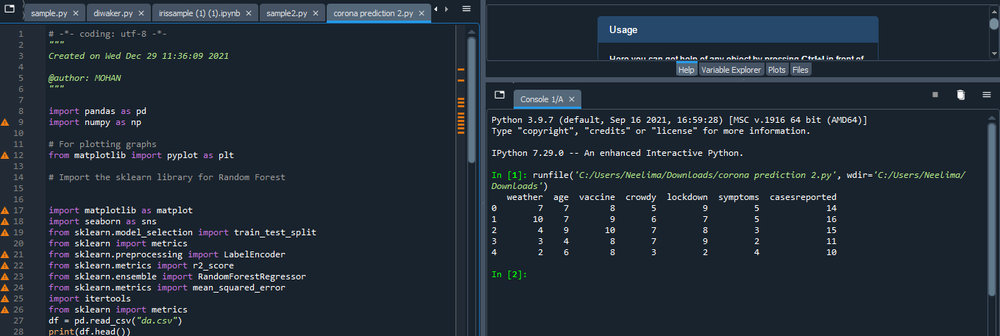 sample.py
diwaker.py
irissample (1) (1).ipynb
sample2.py
corona prediction 2.py
1 # -*- coding: utf-8 -*-
2 """
3 Created on Wed Dec 29 11:36:09 2021
4
5 @author: MOHAN
6 """
7
8 import pandas as pd
9 import numpy as np
10
11 # For plotting graphs
12 from matplotlib import pyplot as plt
13
14 # Import the sklearn library for Random Forest
15
16
17 import matplotlib as matplot
18 import seaborn as sns
19 from sklearn.model_selection import train_test_split
20 from sklearn import metrics
21 from sklearn.preprocessing import LabelEncoder
22 from sklearn.metrics import r2_score
23 from sklearn.ensemble import RandomForestRegressor
24 from sklearn.metrics import mean_squared_error
25 import itertools
26 from sklearn import metrics
27 df = pd.read_csv("da.csv")
28 print(df.head())
Usage
Here you can get help of any object by pressing Ctrl+I in front of
Help Variable Explorer Plots Files
Console 1/A
Python 3.9.7 (default, Sep 16 2021, 16:59:28) [MSC v.1916 64 bit (AMD64)]
Type "copyright", "credits" or "license" for more information.
IPython 7.29.0 -- An enhanced Interactive Python.
In [1]: runfile('C:/Users/Neelima/Downloads/corona prediction 2.py', wdir='C:/Users/Neelima/
Downloads')
weather age vaccine crowdy lockdown symptoms casesreported
0 7 7 8 5 9 5 14
1 10 7 9 6 7 5 16
2 4 9 10 7 8 3 15
3 3 4 8 7 9 2 11
4 2 6 8 3 2 4 10
In [2]: